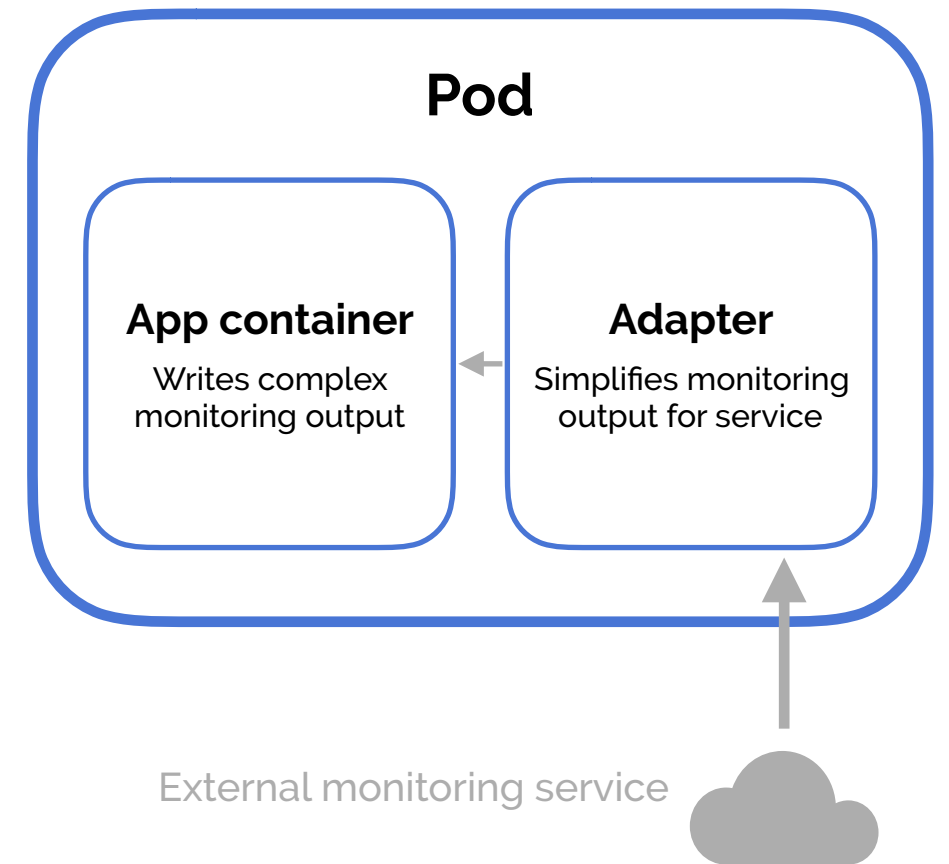 Pod
App container
Writes complex
monitoring output
Adapter
Simplifies monitoring
output for service
External monitoring service